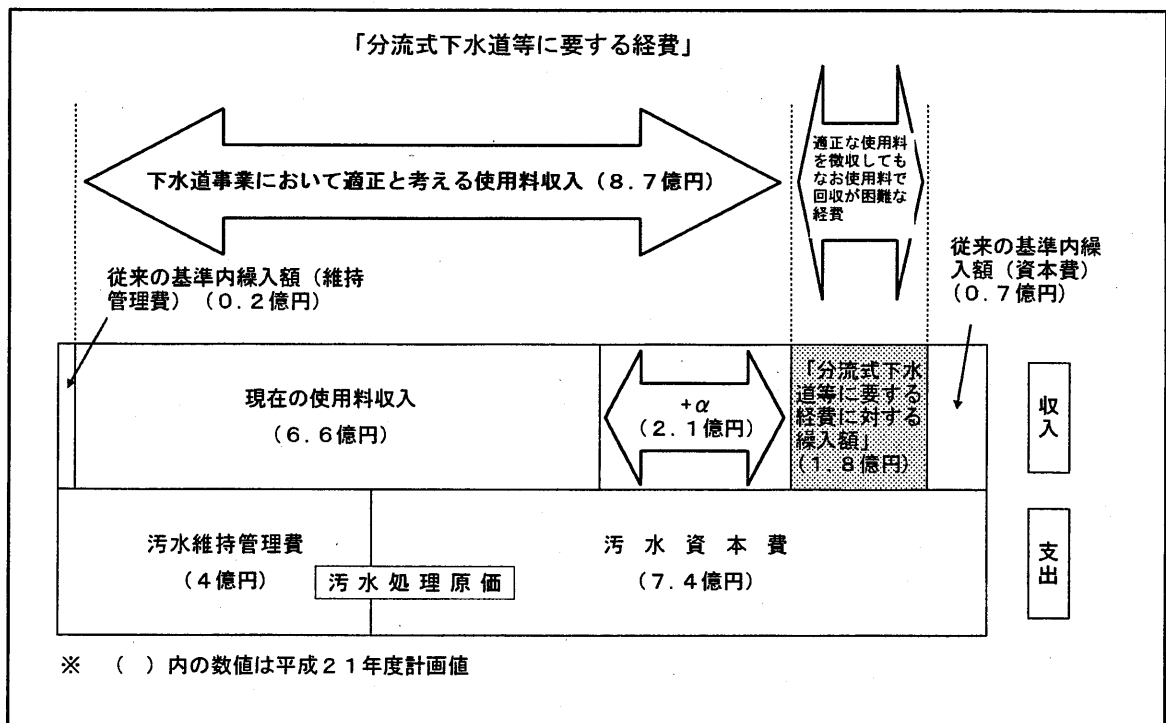 「分流式下水道等に要する経費」
適正な使用料
を徴収しても
なお使用料で
回収が困難な
経費
下水道事業において適正と考える使用料収入（８.７億円）
従来の基準内繰入額（維持
管理費）（０.２億円）
従来の基準内繰
入額（資本費）
（０.７億円）
現在の使用料収入
（６.６億円）
+α
（２.１億円）
「分流式下水
道等に要する
経費に対する
繰入額」
（１.８億円）
収入
汚水維持管理費
（４億円）
汚水処理原価
汚水資本費
（７.４億円）
支出
※　（　）内の数値は平成２１年度計画値